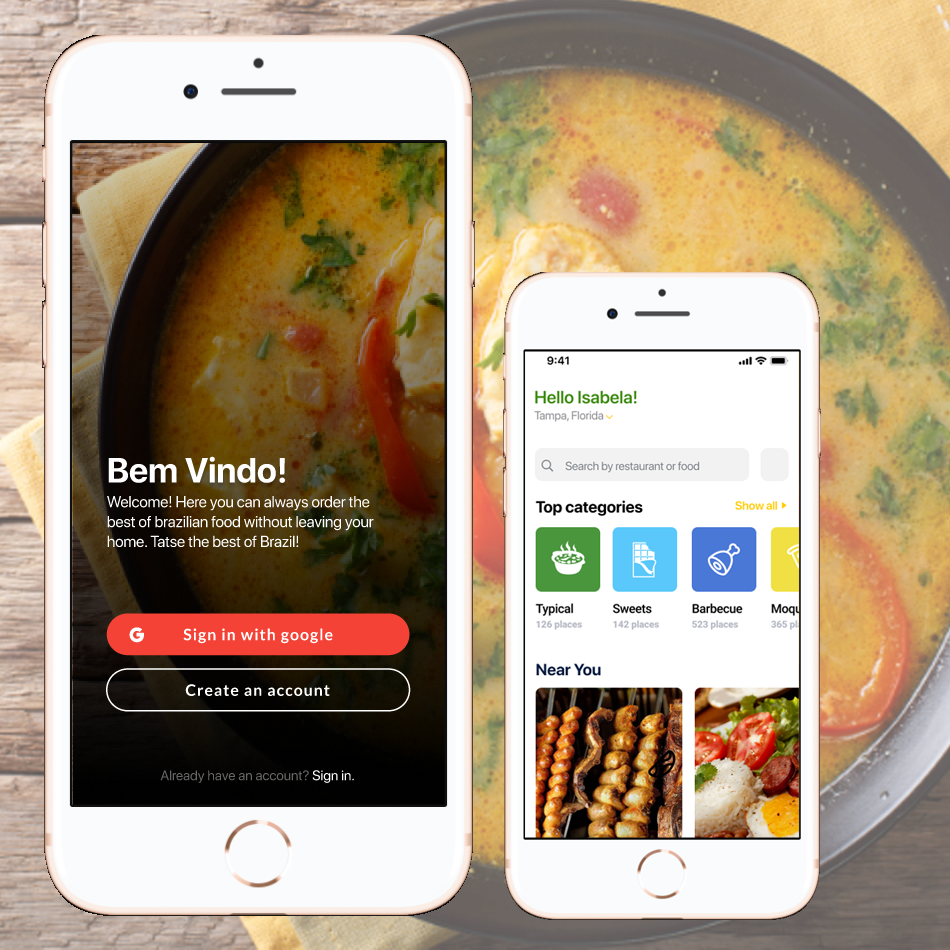 Bem Vindo!
Welcome! Here you can always order the
best of brazilian food without leaving your
home. Tatse the best of Brazil!
G Sign in with google
Create an account
Already have an account? Sign in.
9:41
Hello Isabela!
Tampa, Florida
Search by restaurant or food
Top categories Show all
Typical Sweets Barbecue Moqu
126 places 142 places 523 places 365 pl
Near You